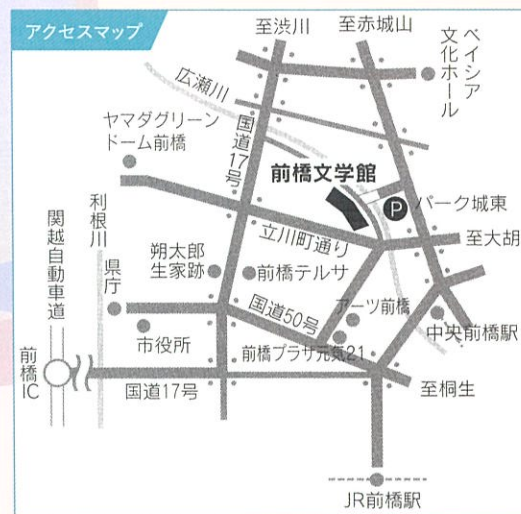 アクセスマップ
至渋川
至赤城山
ベイシア
文化ホール
広瀬川
ヤマダグリーン
ドーム前橋
国道17号
前橋文学館
P
パーク城東
利根川
関越自動車道
立川町通り
至大胡
朔太郎
生家跡
前橋テルサ
県庁
国道50号
アーツ前橋
中央前橋駅
市役所
前橋プラザ元気21
前橋IC
国道17号
至桐生
JR前橋駅